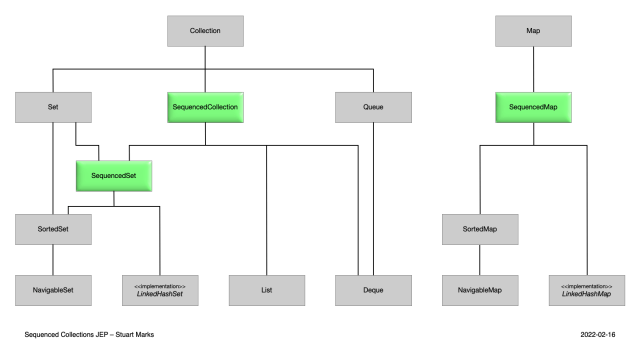 Collection
Map
Set
SequencedCollection
Queue
SequencedMap
SequencedSet
SortedSet
SortedMap
NavigableSet
<<implementation>>
LinkedHashSet
List
Deque
NavigableMap
<<implementation>>
LinkedHashMap
Sequenced Collections JEP – Stuart Marks
2022-02-16